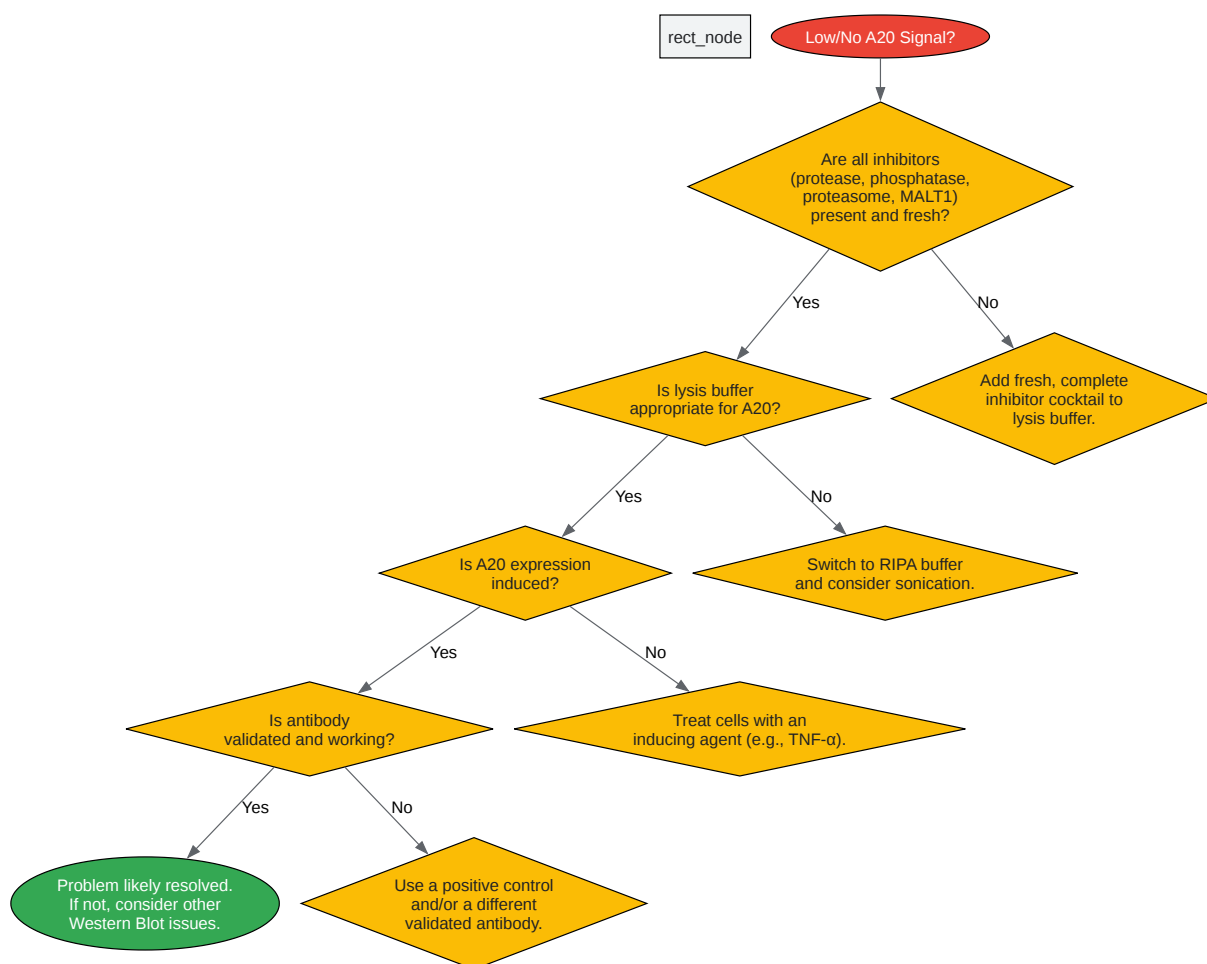 rect_node
Low/No A20 Signal?
Are all inhibitors
(protease, phosphatase,
proteasome, MALT1)
present and fresh?
Yes
No
Is lysis buffer
appropriate for A20?
Add fresh, complete
inhibitor cocktail to
lysis buffer.
Yes
No
Is A20 expression
induced?
Switch to RIPA buffer
and consider sonication.
Yes
No
Is antibody
validated and working?
Treat cells with an
inducing agent (e.g., TNF-α).
Yes
No
Problem likely resolved.
If not, consider other
Western Blot issues.
Use a positive control
and/or a different
validated antibody.